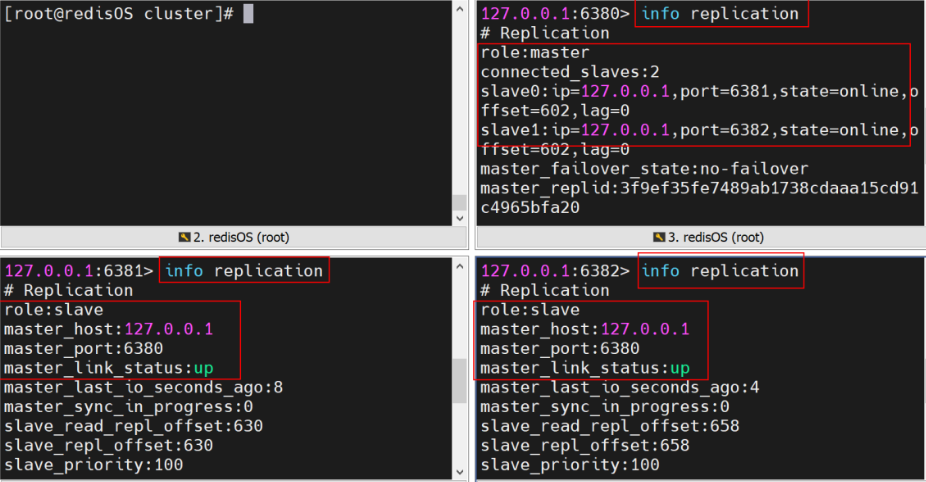 [root@redisOS cluster]#
2. redisOS (root)
127.0.0.1:6380> info replication
# Replication
role:master
connected_slaves:2
slave0:ip=127.0.0.1,port=6381,state=online,o
ffset=602,lag=0
slave1:ip=127.0.0.1,port=6382,state=online,o
ffset=602,lag=0
master_failover_state:no-failover
master_replid:3f9ef35fe7489ab1738cdaaa15cd91
c4965bfa20
3. redisOS (root)
127.0.0.1:6381> info replication
# Replication
role:slave
master_host:127.0.0.1
master_port:6380
master_link_status:up
master_last_io_seconds_ago:8
master_sync_in_progress:0
slave_read_repl_offset:630
slave_repl_offset:630
slave_priority:100
127.0.0.1:6382> info replication
# Replication
role:slave
master_host:127.0.0.1
master_port:6380
master_link_status:up
master_last_io_seconds_ago:4
master_sync_in_progress:0
slave_read_repl_offset:658
slave_repl_offset:658
slave_priority:100